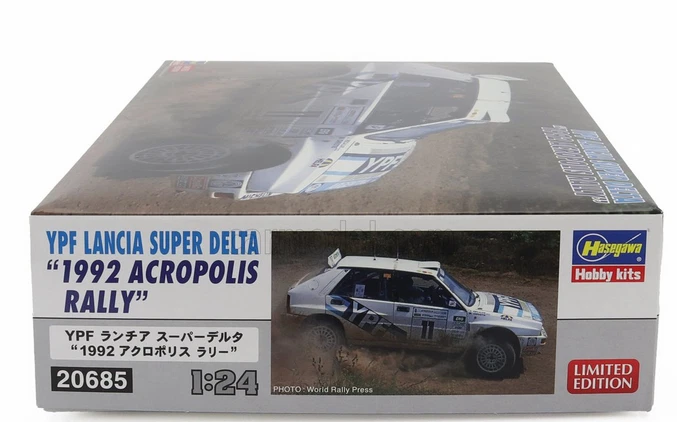 YPF
YPF LANCIA SUPER DELTA
"1992 ACROPOLIS
RALLY"
YPF ランチア スーパーデルタ
"1992 アクロポリス ラリー"
20685
1:24
YPF
11
PHOTO : World Rally Press
Hasegawa
Hobby kits
LIMITED
EDITION